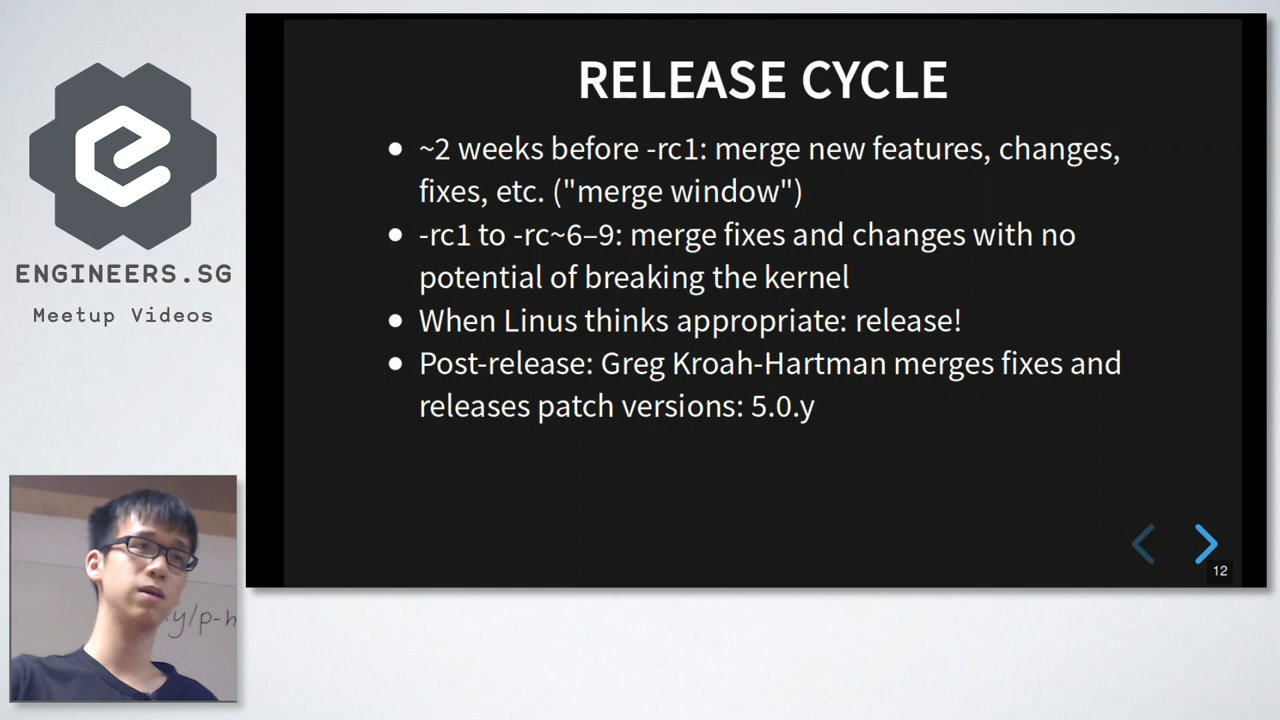 RELEASE CYCLE
~2 weeks before -rc1: merge new features, changes,
fixes, etc. ("merge window")
-rc1 to -rc~6–9: merge fixes and changes with no
potential of breaking the kernel
When Linus thinks appropriate: release!
Post-release: Greg Kroah-Hartman merges fixes and
releases patch versions: 5.0.y
12
ENGINEERS.SG
Meetup Videos
y/p-h